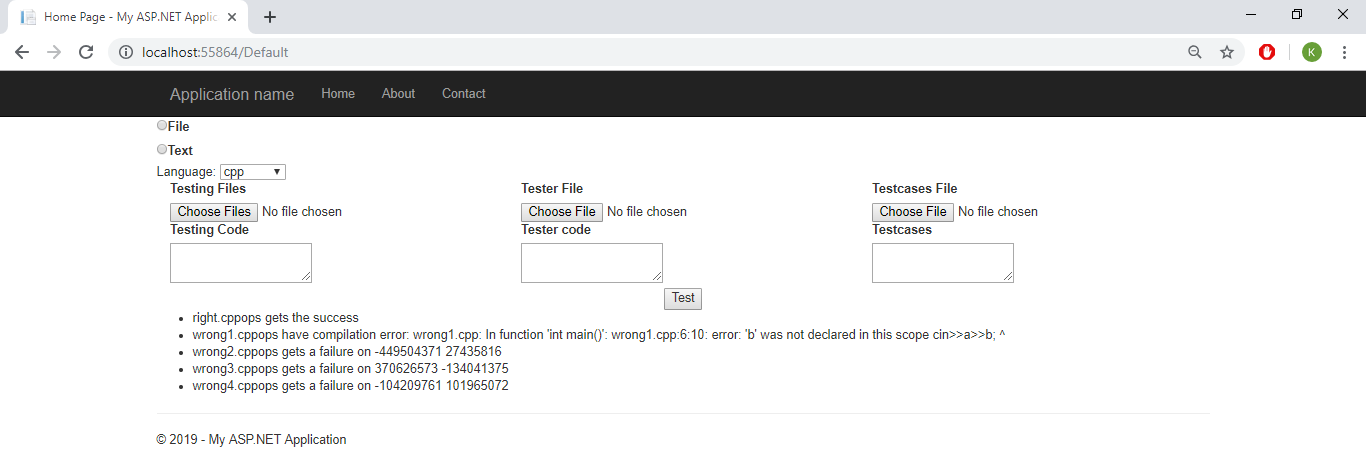 Home Page - My ASP.NET Applic
localhost:55864/Default
K
Application name Home About Contact
File
Text
Language: cpp
Testing Files Tester File Testcases File
Choose Files No file chosen Choose File No file chosen Choose File No file chosen
Testing Code Tester code Testcases
Test
right.cppops gets the success
wrong1.cppops have compilation error: wrong1.cpp: In function 'int main()': wrong1.cpp:6:10: error: 'b' was not declared in this scope cin>>a>>b; ^
wrong2.cppops gets a failure on -449504371 27435816
wrong3.cppops gets a failure on 370626573 -134041375
wrong4.cppops gets a failure on -104209761 101965072
© 2019 - My ASP.NET Application